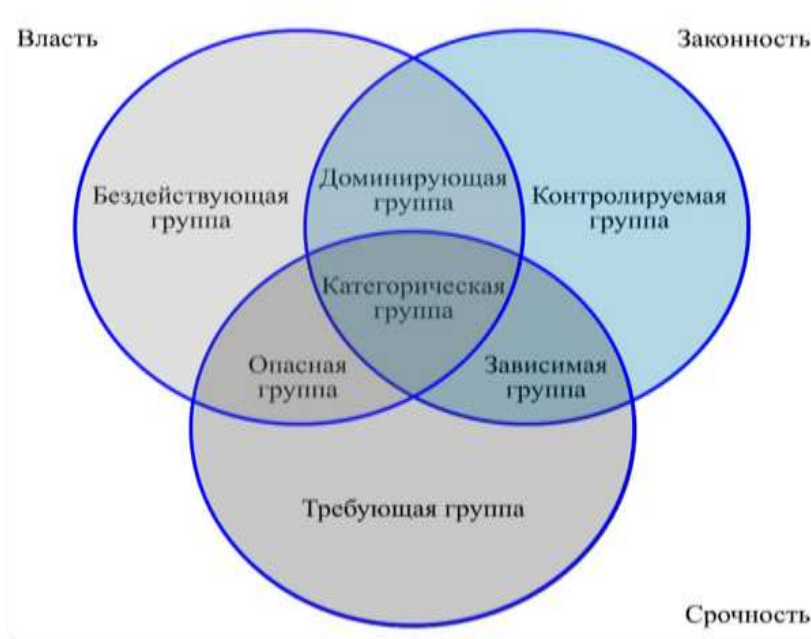 Власть
Законность
Бездействующая
группа
Доминирующая
группа
Контролируемая
группа
Категорическая
группа
Опасная
группа
Зависимая
группа
Требующая группа
Срочность